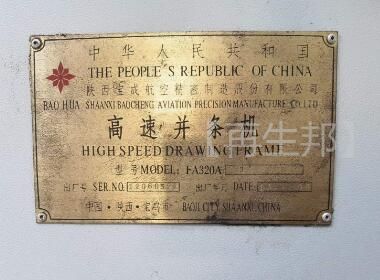 中华人民共和国
THE PEOPLE'S REPUBLIC OF CHINA
陕西宝成航空精密制造股份有限公司
BAO HUA SHAANXI BAOCHENG AVIATION PRECISION MANUFACTURE CO.LTD
高速并条机
HIGH SPEED DRAWING FRAME
型号 MODEL: FA320A
出厂号 SER.NO. 出厂年月 DATE
中国·陕西·宝鸡市 BAOJI CITY, SHAANXI, CHINA